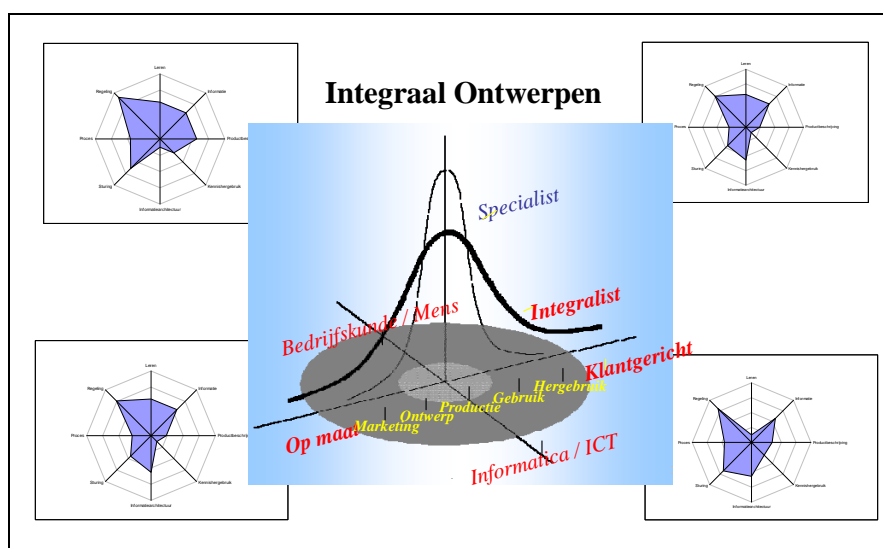 Leren
Regeling
Informatie
Proces
Sturing
Kennishergebruik
Informatiearchitectuur
Integraal Ontwerpen
Leren
Regeling
Informatie
Proces
Productbeschrijving
Sturing
Kennishergebruik
Informatiearchitectuur
Specialist
Integralist
Bedrijfskunde / Mens
Klantgericht
Hergebruik
Gebruik
Productie
Ontwerp
Marketing
Op maat
Informatica / ICT
Leren
Regeling
Informatie
Proces
Sturing
Kennishergebruik
Informatiearchitectuur
Leren
Regeling
Informatie
Proces
Productbeschrijving
Sturing
Kennishergebruik
Informatiearchitectuur